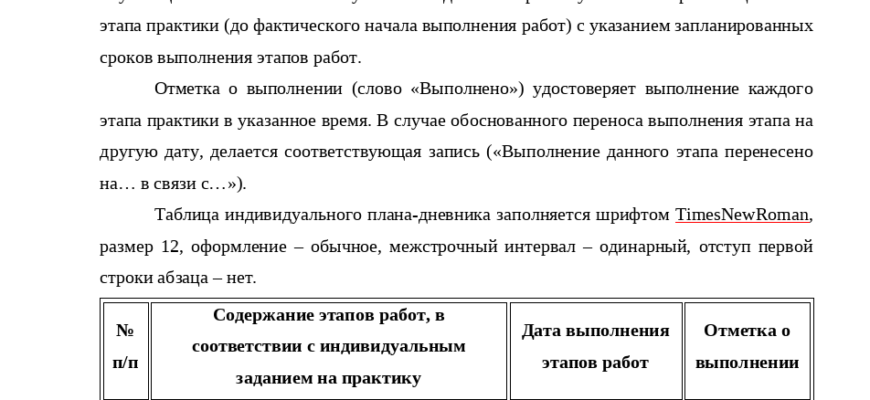 этапа практики (до фактического начала выполнения работ) с указанием запланированных
сроков выполнения этапов работ.
Отметка о выполнении (слово «Выполнено») удостоверяет выполнение каждого
этапа практики в указанное время. В случае обоснованного переноса выполнения этапа на
другую дату, делается соответствующая запись («Выполнение данного этапа перенесено
на… в связи с…»).
Таблица индивидуального плана-дневника заполняется шрифтом TimesNewRoman,
размер 12, оформление – обычное, межстрочный интервал – одинарный, отступ первой
строки абзаца – нет.
№
п/п
Содержание этапов работ, в
соответствии с индивидуальным
заданием на практику
Дата выполнения
этапов работ
Отметка о
выполнении